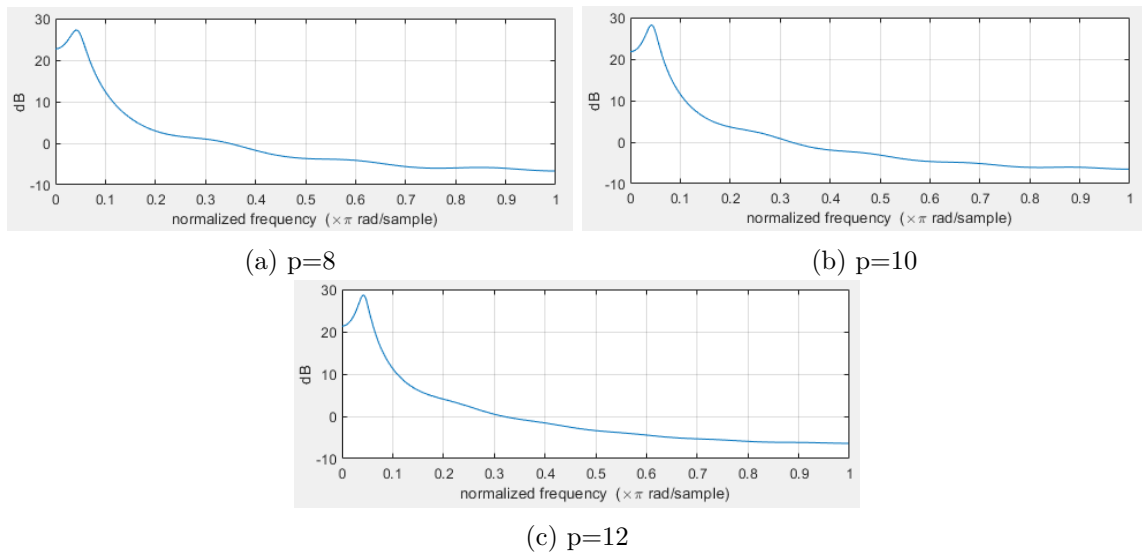 30
20
10
0
-10
dB
0 0.1 0.2 0.3 0.4 0.5 0.6 0.7 0.8 0.9 1
normalized frequency (×π rad/sample)
(a) p=8
30
20
10
0
-10
dB
0 0.1 0.2 0.3 0.4 0.5 0.6 0.7 0.8 0.9 1
normalized frequency (×π rad/sample)
(b) p=10
30
20
10
0
-10
dB
0 0.1 0.2 0.3 0.4 0.5 0.6 0.7 0.8 0.9 1
normalized frequency (×π rad/sample)
(c) p=12